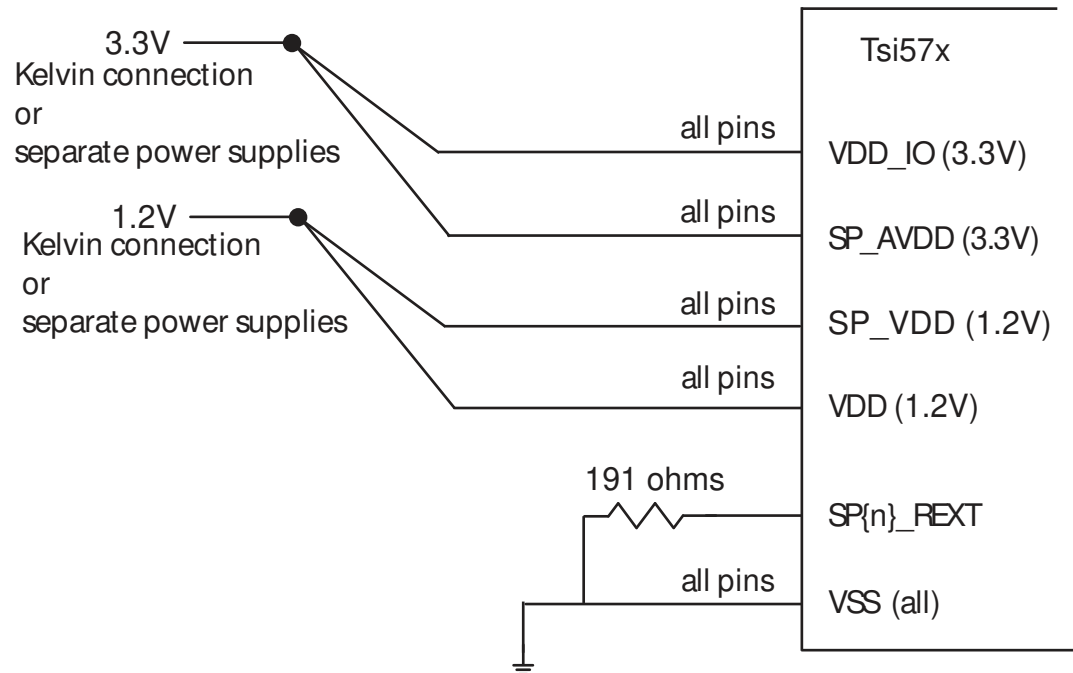 3.3V
Kelvin connection
or
separate power supplies
1.2V
Kelvin connection
or
separate power supplies
Tsi57x
all pins
VDD_IO (3.3V)
all pins
SP_AVDD (3.3V)
all pins
SP_VDD (1.2V)
all pins
VDD (1.2V)
191 ohms
SP{n}_REXT
all pins
VSS (all)